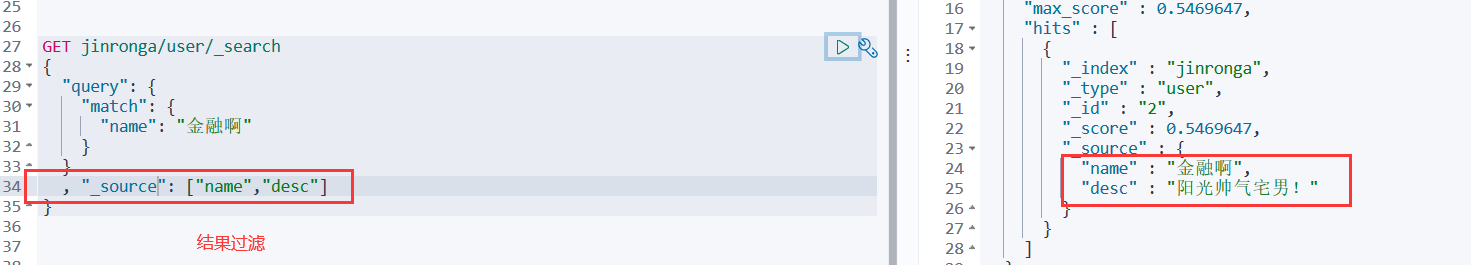 25
26
27 GET jinronga/user/_search
28 {
29 "query": {
30 "match": {
31 "name": "金融啊"
32 }
33 }
34 , "_source": ["name","desc"]
35 }
36
37
结果过滤
16 "max_score" : 0.5469647,
17 "hits" : [
18 {
19 "_index" : "jinronga",
20 "_type" : "user",
21 "_id" : "2",
22 "_score" : 0.5469647,
23 "_source" : {
24 "name" : "金融啊",
25 "desc" : "阳光帅气宅男！"
26 }
27 }
28 ]